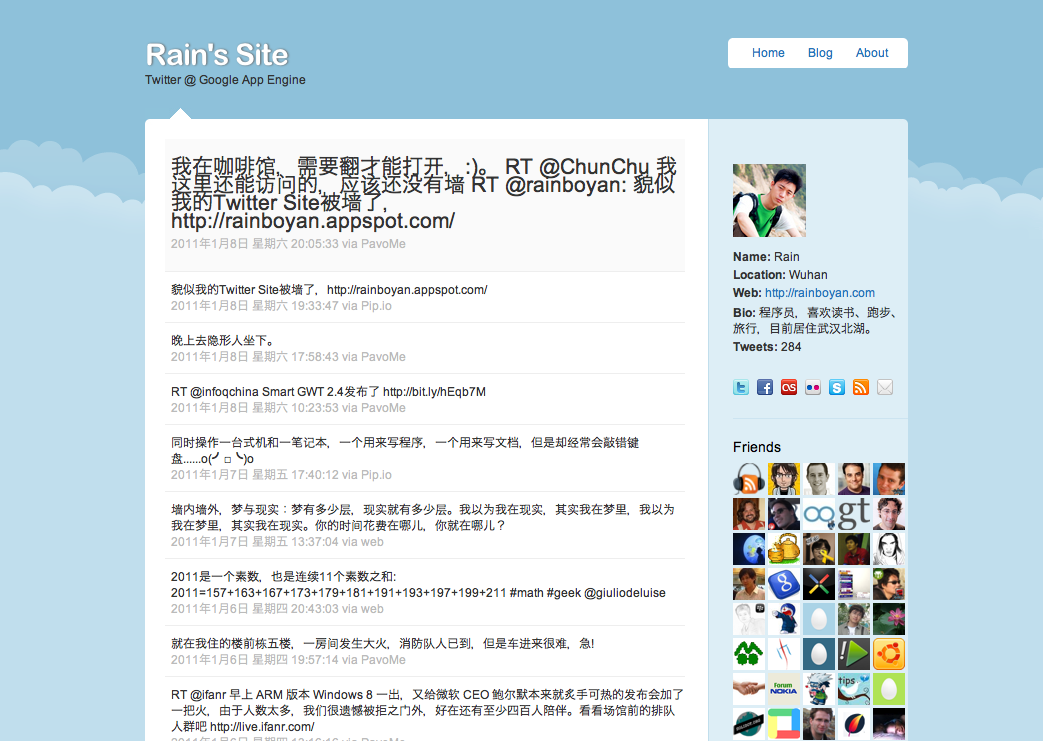 Rain's Site
Twitter @ Google App Engine
Home Blog About
我在咖啡馆，需要翻才能打开，:)。 RT @ChunChu 我
这里还能访问的，应该还没有墙 RT @rainboyan: 貌似
我的Twitter Site被墙了，
http://rainboyan.appspot.com/
2011年1月8日 星期六 20:05:33 via PavoMe
貌似我的Twitter Site被墙了，http://rainboyan.appspot.com/
2011年1月8日 星期六 19:33:47 via Pip.io
晚上去隐形人坐下。
2011年1月8日 星期六 17:58:43 via PavoMe
RT @infoqchina Smart GWT 2.4发布了 http://bit.ly/hEqb7M
2011年1月8日 星期六 10:23:53 via PavoMe
同时操作一台式机和一笔记本，一个用来写程序，一个用来写文档，但是却经常会敲错键
盘......o(╯□╰)o
2011年1月7日 星期五 17:40:12 via Pip.io
墙内墙外，梦与现实：梦有多少层，现实就有多少层。我以为我在现实，其实我在梦里，我以为
我在梦里，其实我在现实。你的时间花费在哪儿，你就在哪儿？
2011年1月7日 星期五 13:37:04 via web
2011是一个素数，也是连续11个素数之和:
2011=157+163+167+173+179+181+191+193+197+199+211 #math #geek @giuliodeluise
2011年1月6日 星期四 20:43:03 via web
就在我住的楼前栋五楼，一房间发生大火，消防队人已到，但是车进来很难，急!
2011年1月6日 星期四 19:57:14 via PavoMe
RT @ifanr 早上 ARM 版本 Windows 8 一出，又给微软 CEO 鲍尔默本来就炙手可热的发布会加了
一把火，由于人数太多，我们很遗憾被拒之门外，好在还有至少四百人陪伴。看看场馆前的排队
人群吧 http://live.ifanr.com/
Name: Rain
Location: Wuhan
Web: http://rainboyan.com
Bio: 程序员，喜欢读书、跑步、
旅行，目前居住武汉北湖。
Tweets: 284
Friends
gt
Forum
NOKIA
tips